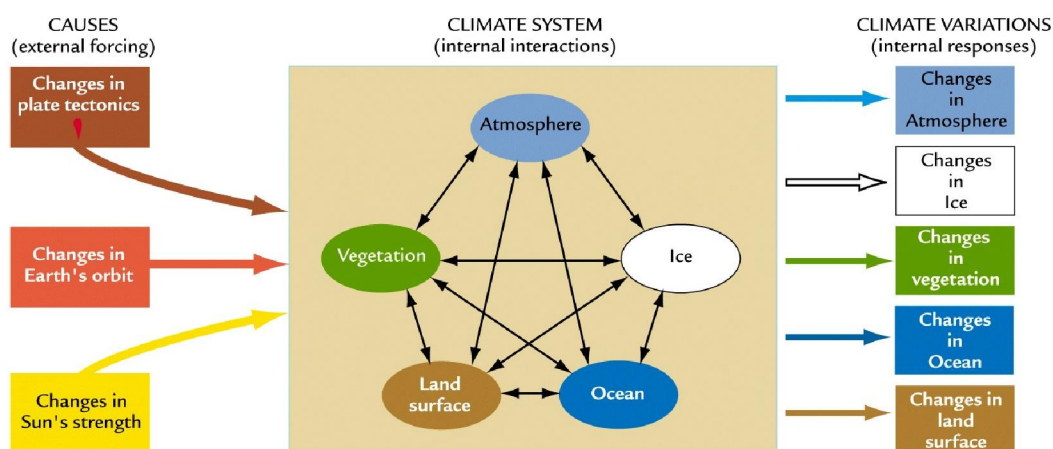 CAUSES
(external forcing)
Changes in
plate tectonics
Changes in
Earth's orbit
Changes in
Sun's strength
CLIMATE SYSTEM
(internal interactions)
Atmosphere
Vegetation
Ice
Land
surface
Ocean
CLIMATE VARIATIONS
(internal responses)
Changes
in
Atmosphere
Changes
in
Ice
Changes
in
vegetation
Changes
in
Ocean
Changes in
land
surface